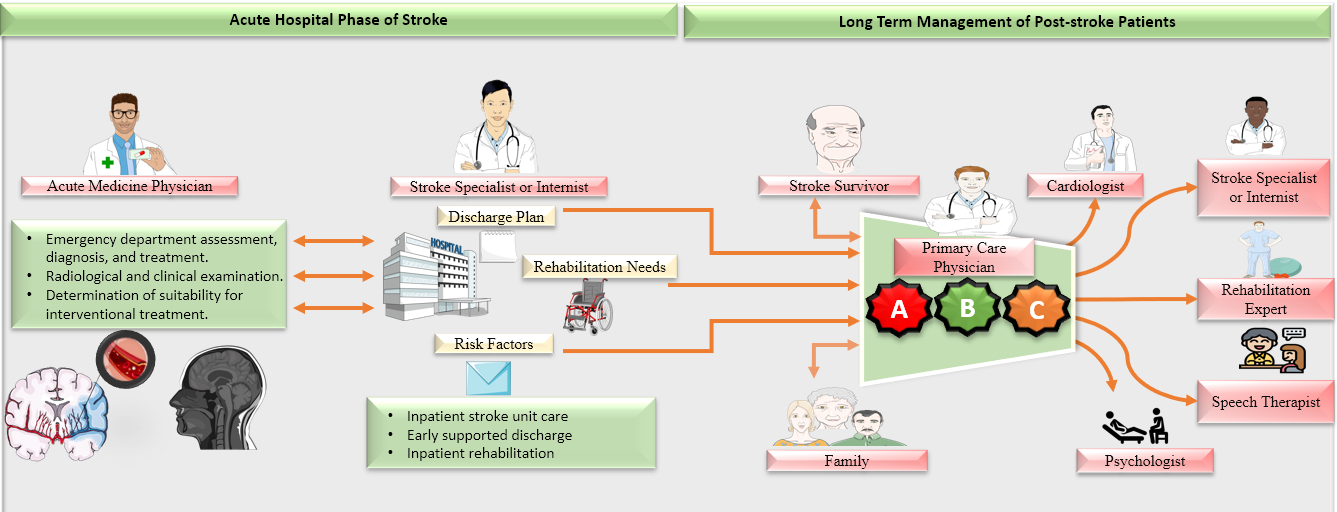 Acute Hospital Phase of Stroke
Long Term Management of Post-stroke Patients
Acute Medicine Physician
• Emergency department assessment,
diagnosis, and treatment.
• Radiological and clinical examination.
• Determination of suitability for
interventional treatment.
Stroke Specialist or Internist
Discharge Plan
HOSPITAL
Rehabilitation Needs
Risk Factors
• Inpatient stroke unit care
• Early supported discharge
• Inpatient rehabilitation
Stroke Survivor
Primary Care
Physician
A
B
C
Family
Cardiologist
Stroke Specialist
or Internist
Rehabilitation
Expert
Speech Therapist
Psychologist